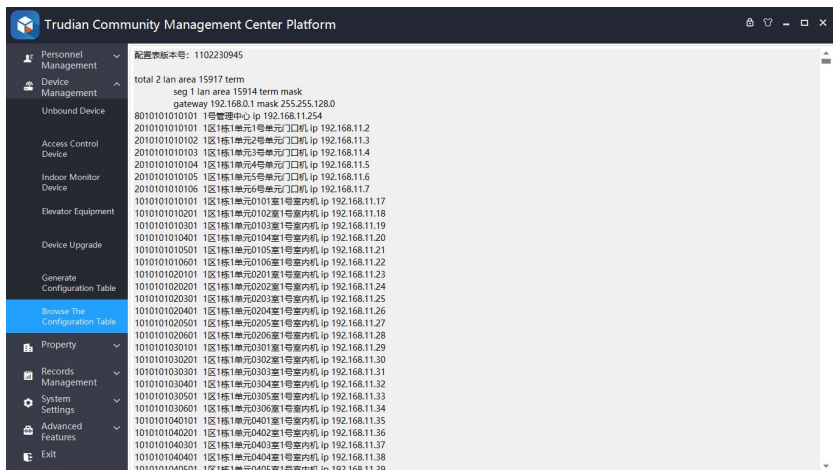 Trudian Community Management Center Platform
Personnel
Management
Device
Management
Unbound Device
Access Control
Device
Indoor Monitor
Device
Elevator Equipment
Device Upgrade
Generate
Configuration Table
Browse The
Configuration Table
Property
Records
Management
System
Settings
Advanced
Features
Exit
配置表版本号：1102230945
total 2 lan area 15917 term
seg 1 lan area 15914 term mask
gateway 192.168.0.1 mask 255.255.128.0
8010101010101 1号管理中心 ip 192.168.11.254
2010101010101 1区1栋1单元1号单元门口机 ip 192.168.11.2
2010101010102 1区1栋1单元2号单元门口机 ip 192.168.11.3
2010101010103 1区1栋1单元3号单元门口机 ip 192.168.11.4
2010101010104 1区1栋1单元4号单元门口机 ip 192.168.11.5
2010101010105 1区1栋1单元5号单元门口机 ip 192.168.11.6
2010101010106 1区1栋1单元6号单元门口机 ip 192.168.11.7
1010101010101 1区1栋1单元0101室1号室内机 ip 192.168.11.17
1010101010201 1区1栋1单元0102室1号室内机 ip 192.168.11.18
1010101010301 1区1栋1单元0103室1号室内机 ip 192.168.11.19
1010101010401 1区1栋1单元0104室1号室内机 ip 192.168.11.20
1010101010501 1区1栋1单元0105室1号室内机 ip 192.168.11.21
1010101010601 1区1栋1单元0106室1号室内机 ip 192.168.11.22
1010101020101 1区1栋1单元0201室1号室内机 ip 192.168.11.23
1010101020201 1区1栋1单元0202室1号室内机 ip 192.168.11.24
1010101020301 1区1栋1单元0203室1号室内机 ip 192.168.11.25
1010101020401 1区1栋1单元0204室1号室内机 ip 192.168.11.26
1010101020501 1区1栋1单元0205室1号室内机 ip 192.168.11.27
1010101020601 1区1栋1单元0206室1号室内机 ip 192.168.11.28
1010101030101 1区1栋1单元0301室1号室内机 ip 192.168.11.29
1010101030201 1区1栋1单元0302室1号室内机 ip 192.168.11.30
1010101030301 1区1栋1单元0303室1号室内机 ip 192.168.11.31
1010101030401 1区1栋1单元0304室1号室内机 ip 192.168.11.32
1010101030501 1区1栋1单元0305室1号室内机 ip 192.168.11.33
1010101030601 1区1栋1单元0306室1号室内机 ip 192.168.11.34
1010101040101 1区1栋1单元0401室1号室内机 ip 192.168.11.35
1010101040201 1区1栋1单元0402室1号室内机 ip 192.168.11.36
1010101040301 1区1栋1单元0403室1号室内机 ip 192.168.11.37
1010101040401 1区1栋1单元0404室1号室内机 ip 192.168.11.38
1010101040501 1区1栋1单元0405室1号室内机 ip 192.168.11.39